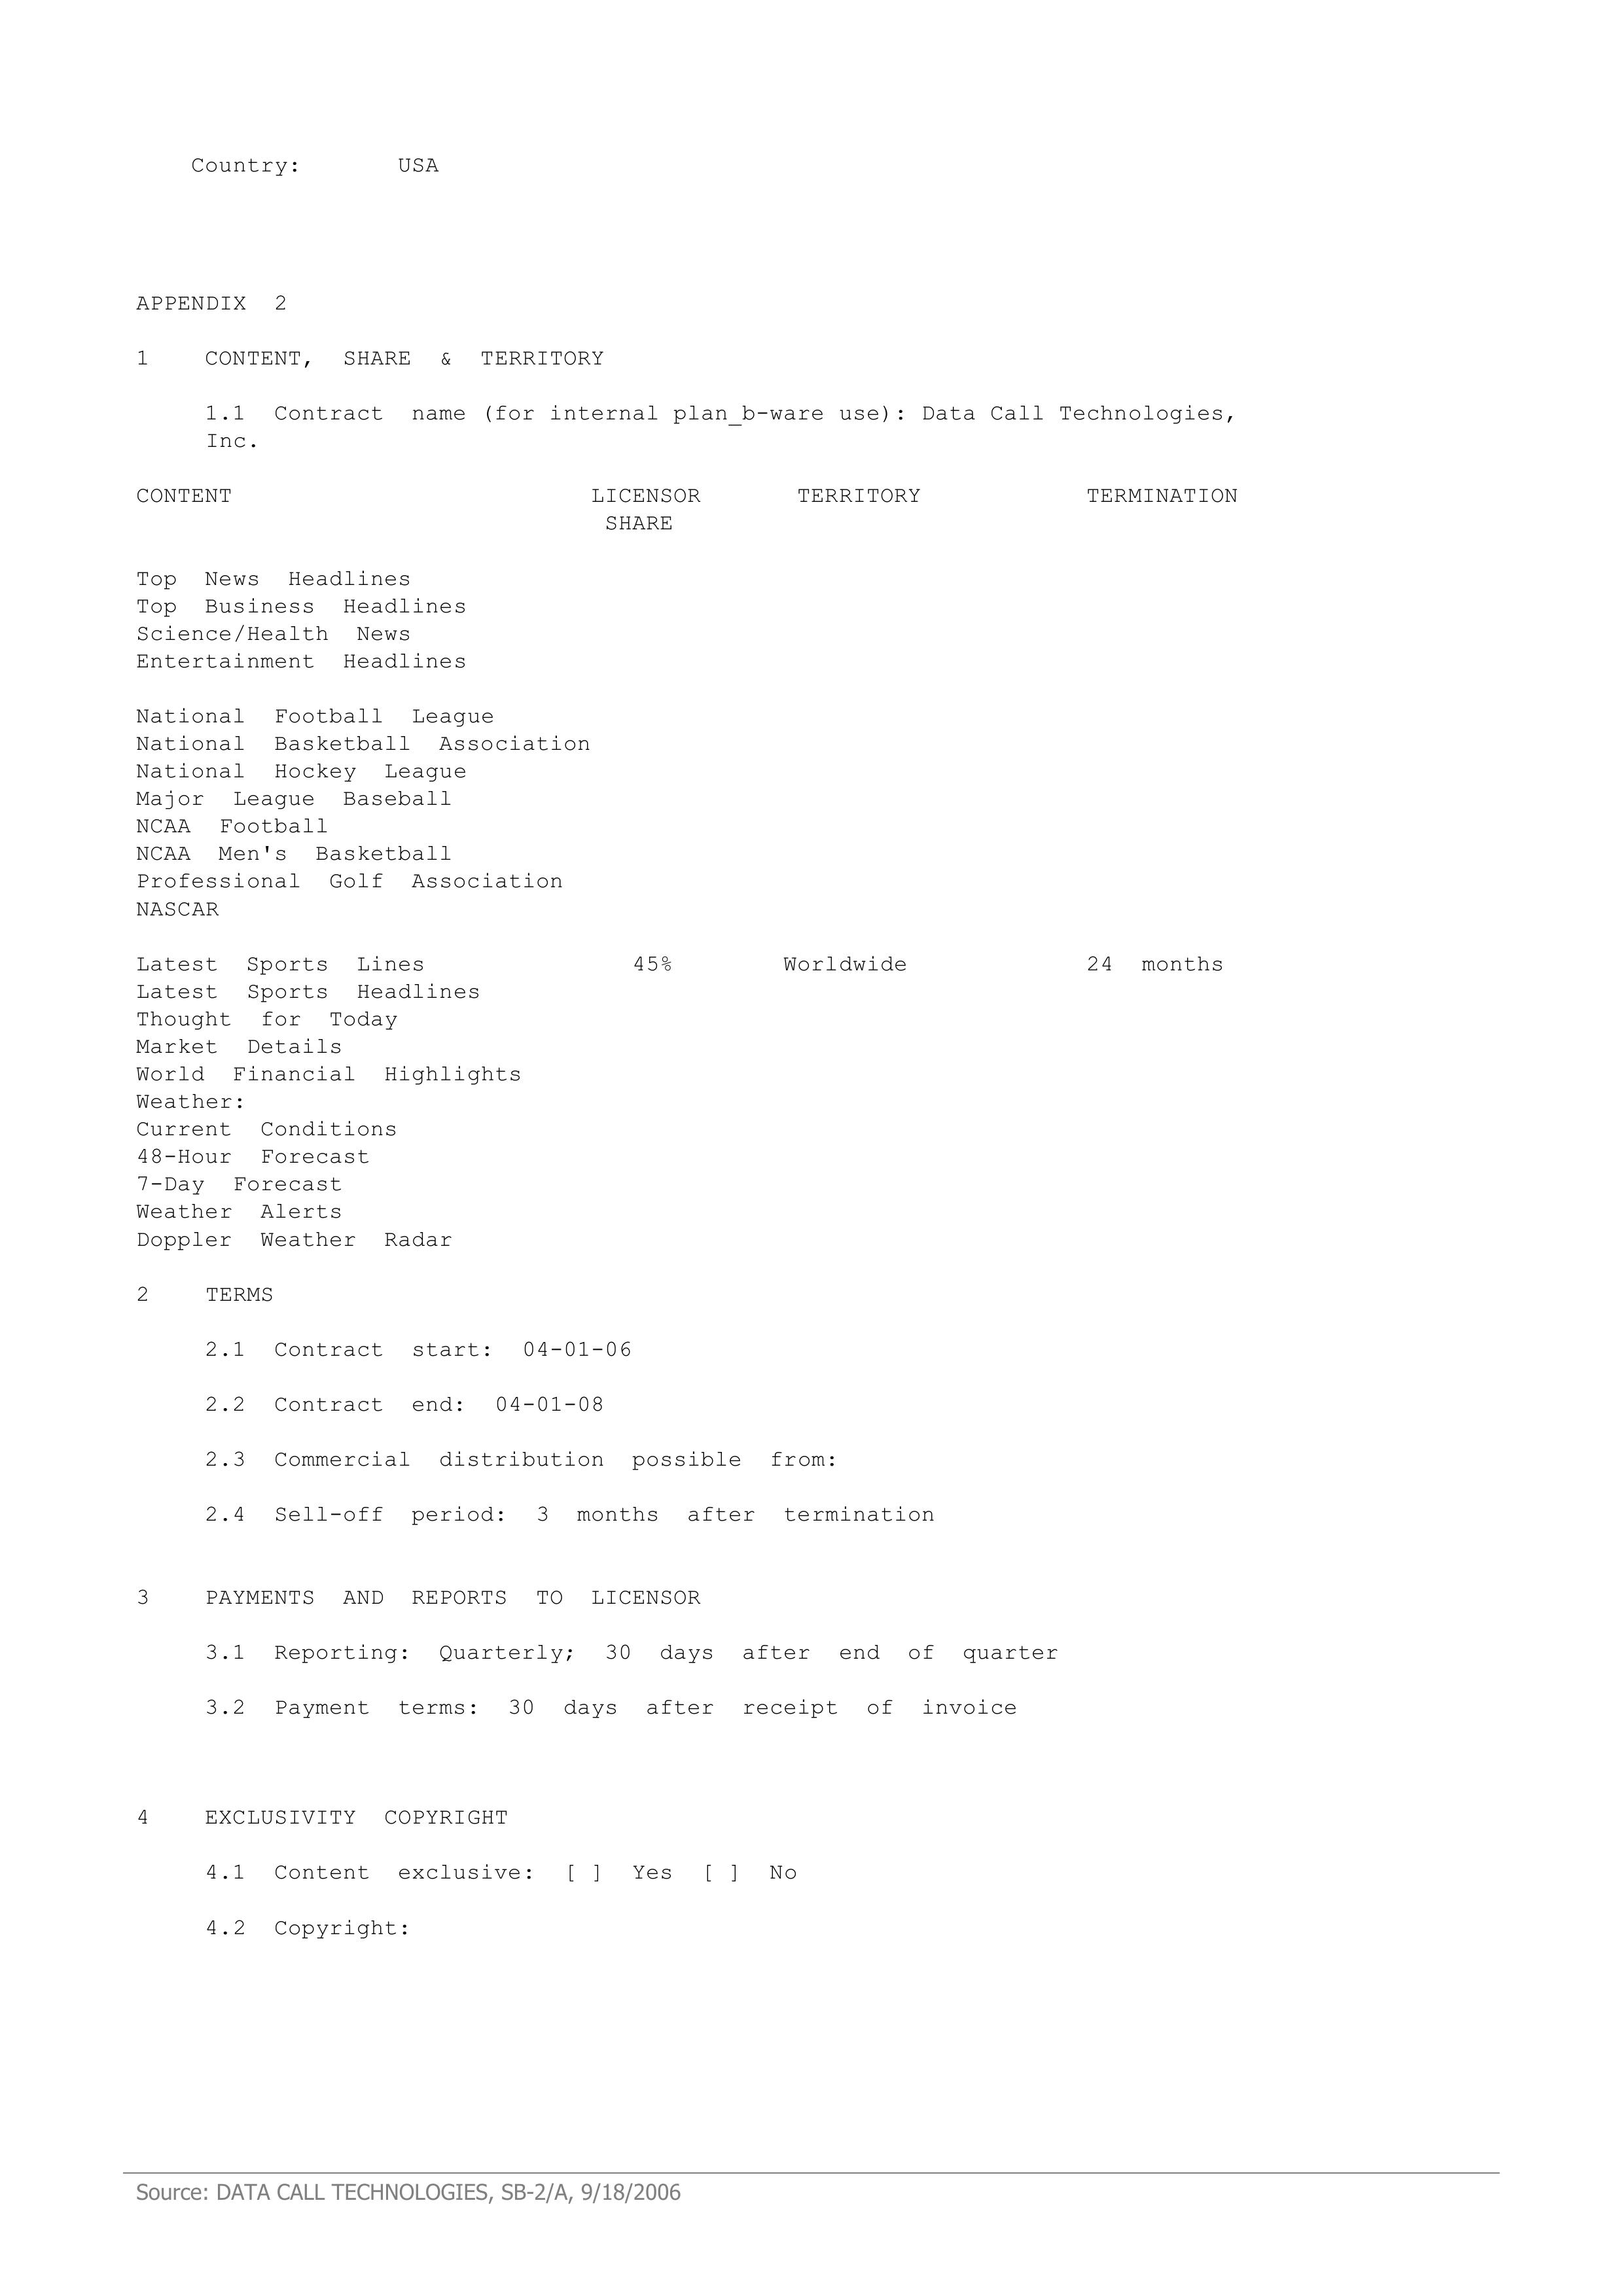 Country: USA
APPENDIX 2
1 CONTENT, SHARE & TERRITORY
1.1 Contract name (for internal plan_b-ware use): Data Call Technologies,
Inc.
CONTENT LICENSOR TERRITORY TERMINATION
SHARE
Top News Headlines
Top Business Headlines
Science/Health News
Entertainment Headlines
National Football League
National Basketball Association
National Hockey League
Major League Baseball
NCAA Football
NCAA Men's Basketball
Professional Golf Association
NASCAR
Latest Sports Lines 45% Worldwide 24 months
Latest Sports Headlines
Thought for Today
Market Details
World Financial Highlights
Weather:
Current Conditions
48-Hour Forecast
7-Day Forecast
Weather Alerts
Doppler Weather Radar
2 TERMS
2.1 Contract start: 04-01-06
2.2 Contract end: 04-01-08
2.3 Commercial distribution possible from:
2.4 Sell-off period: 3 months after termination
3 PAYMENTS AND REPORTS TO LICENSOR
3.1 Reporting: Quarterly; 30 days after end of quarter
3.2 Payment terms: 30 days after receipt of invoice
4 EXCLUSIVITY COPYRIGHT
4.1 Content exclusive: [ ] Yes [ ] No
4.2 Copyright:
Source: DATA CALL TECHNOLOGIES, SB-2/A, 9/18/2006